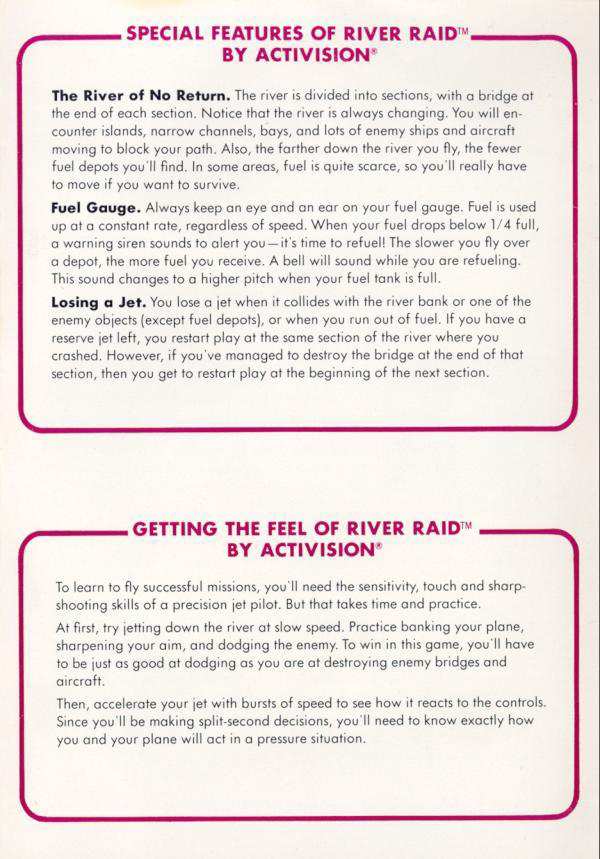 SPECIAL FEATURES OF RIVER RAID™
BY ACTIVISION®
The River of No Return. The river is divided into sections, with a bridge at
the end of each section. Notice that the river is always changing. You will en-
counter islands, narrow channels, bays, and lots of enemy ships and aircraft
moving to block your path. Also, the farther down the river you fly, the fewer
fuel depots you'll find. In some areas, fuel is quite scarce, so you'll really have
to move if you want to survive.
Fuel Gauge. Always keep an eye and an ear on your fuel gauge. Fuel is used
up at a constant rate, regardless of speed. When your fuel drops below 1/4 full,
a warning siren sounds to alert you—it's time to refuel! The slower you fly over
a depot, the more fuel you receive. A bell will sound while you are refueling.
This sound changes to a higher pitch when your fuel tank is full.
Losing a Jet. You lose a jet when it collides with the river bank or one of the
enemy objects (except fuel depots), or when you run out of fuel. If you have a
reserve jet left, you restart play at the same section of the river where you
crashed. However, if you've managed to destroy the bridge at the end of that
section, then you get to restart play at the beginning of the next section.
GETTING THE FEEL OF RIVER RAID™
BY ACTIVISION®
To learn to fly successful missions, you'll need the sensitivity, touch and sharp-
shooting skills of a precision jet pilot. But that takes time and practice.
At first, try jetting down the river at slow speed. Practice banking your plane,
sharpening your aim, and dodging the enemy. To win in this game, you'll have
to be just as good at dodging as you are at destroying enemy bridges and
aircraft.
Then, accelerate your jet with bursts of speed to see how it reacts to the controls.
Since you'll be making split-second decisions, you'll need to know exactly how
you and your plane will act in a pressure situation.